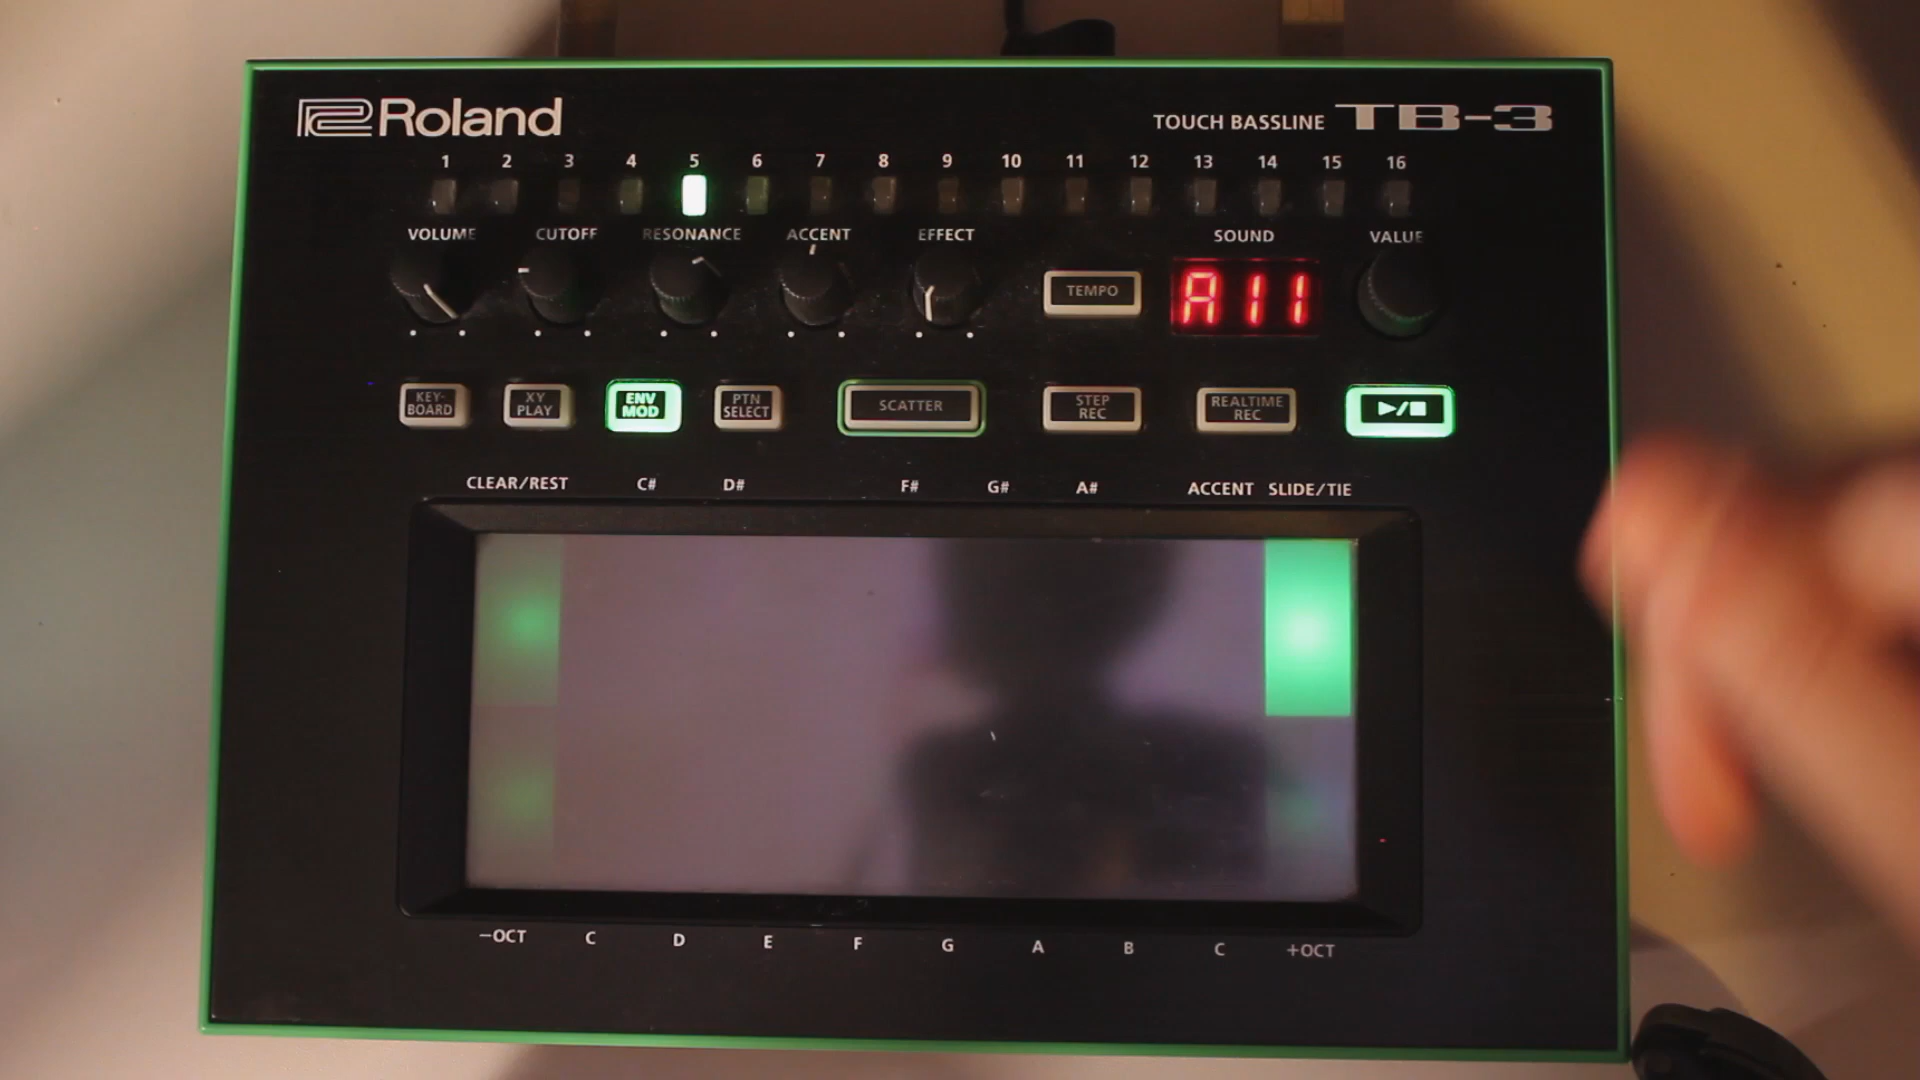 Roland
TOUCH BASSLINE TB-3
1 2 3 4 5 6 7 8 9 10 11 12 13 14 15 16
VOLUME CUTOFF RESONANCE ACCENT EFFECT SOUND VALUE
TEMPO A11
KEY-
BOARD
XY
PLAY
ENV
MOD
PTN
SELECT
SCATTER
STEP
REC
REALTIME
REC
▶/■
CLEAR/REST C# D# F# G# A# ACCENT SLIDE/TIE
-OCT C D E F G A B C +OCT